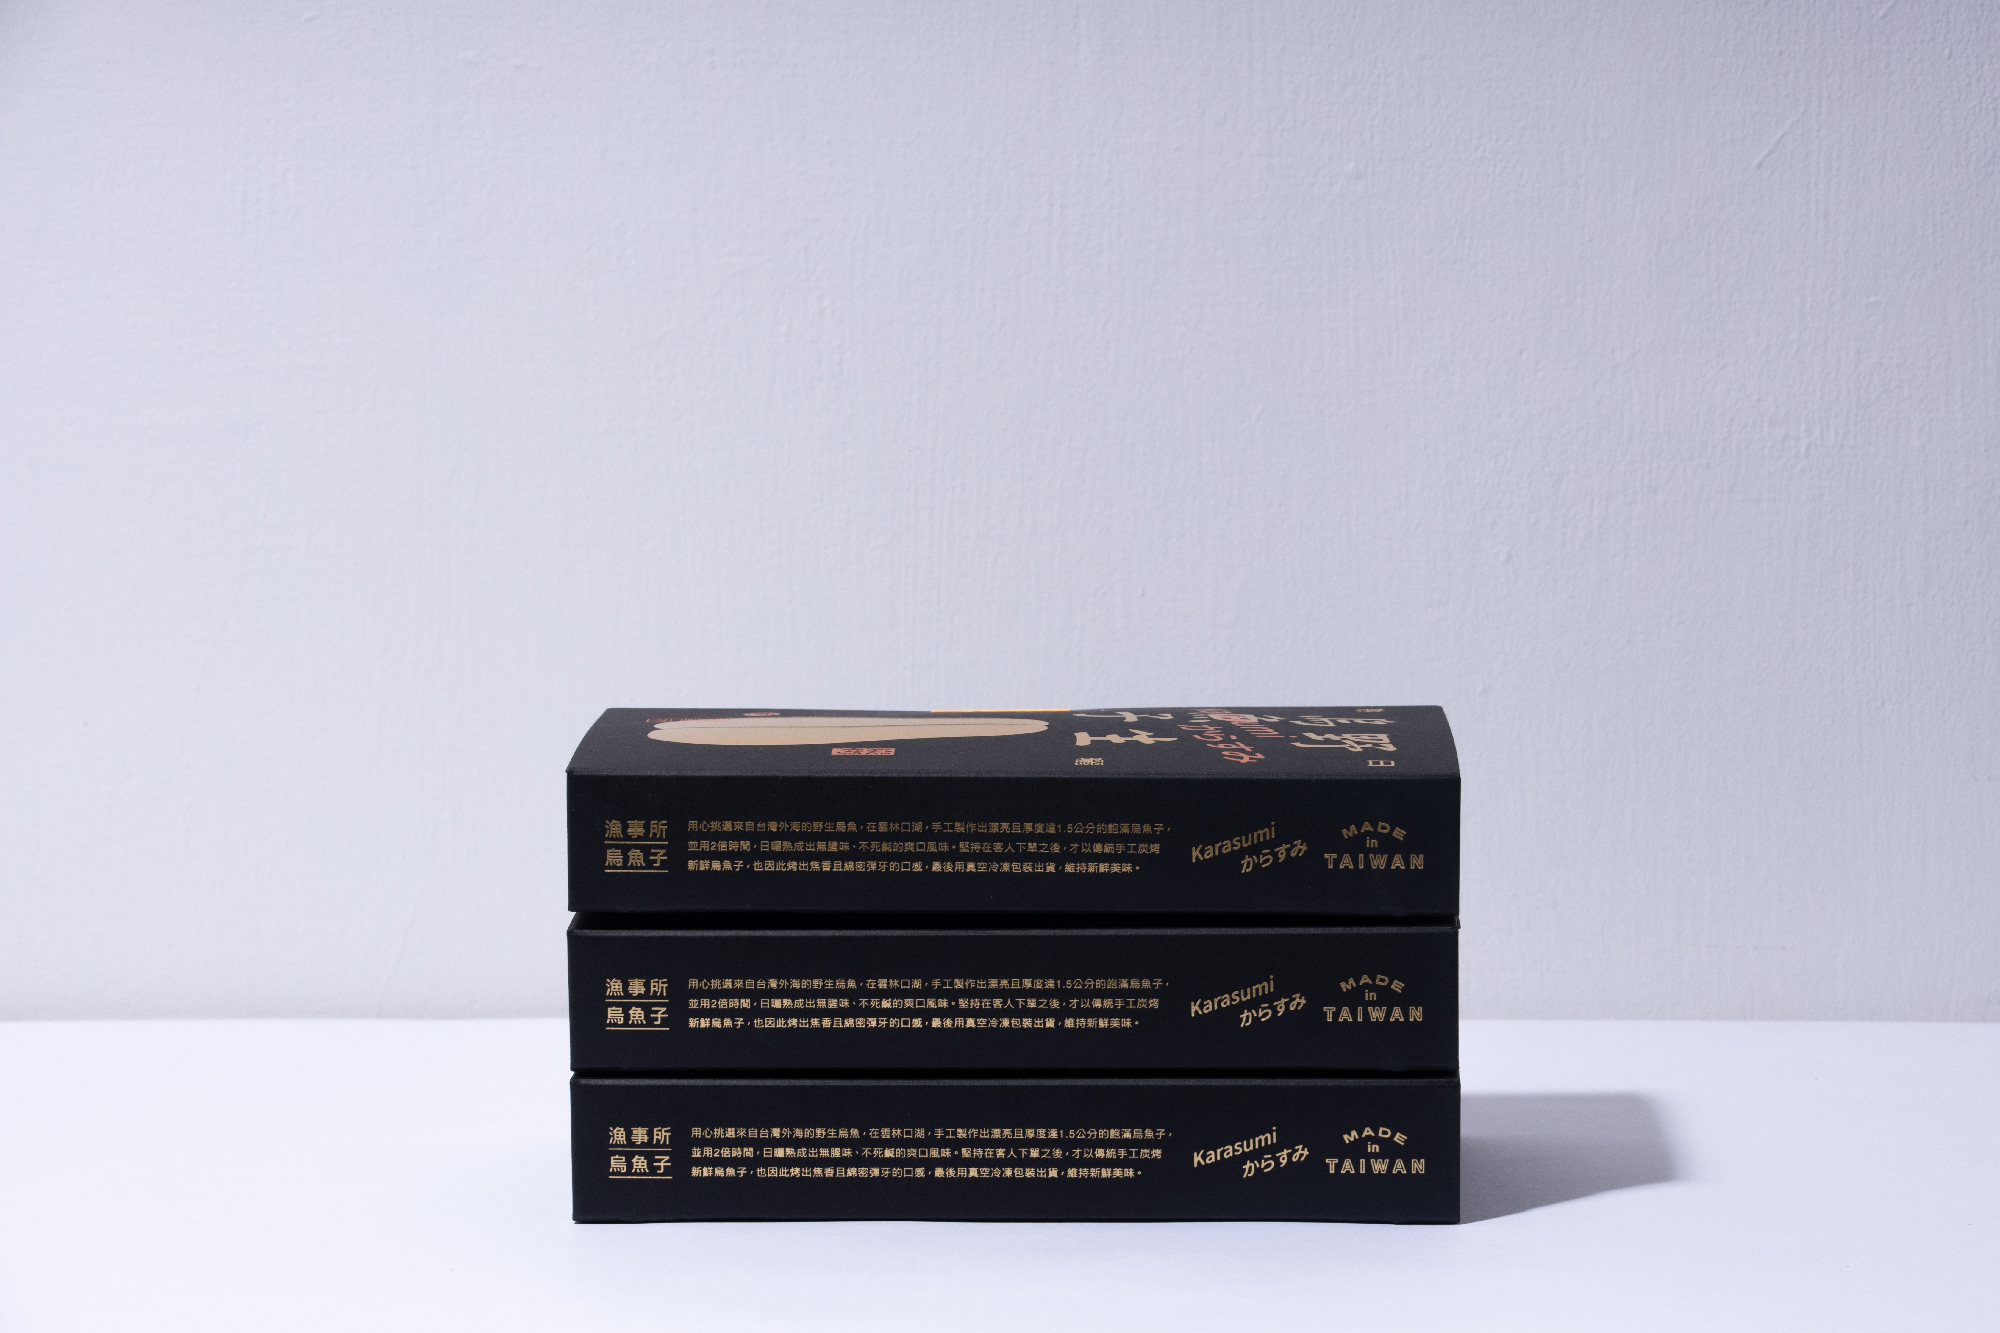 野生
烏魚子
日
Karasumi
からすみ
漁事所
烏魚子
用心挑選來自台灣外海的野生烏魚，在雲林口湖，手工製作出漂亮且厚度達1.5公分的飽滿烏魚子，
並用2倍時間，日曬熟成出無腥味、不死鹹的爽口風味。堅持在客人下單之後，才以傳統手工炭烤
新鮮烏魚子，也因此烤出焦香且綿密彈牙的口感，最後用真空冷凍包裝出貨，維持新鮮美味。
Karasumi
からすみ
MADE
in
TAIWAN
漁事所
烏魚子
用心挑選來自台灣外海的野生烏魚，在雲林口湖，手工製作出漂亮且厚度達1.5公分的飽滿烏魚子，
並用2倍時間，日曬熟成出無腥味、不死鹹的爽口風味。堅持在客人下單之後，才以傳統手工炭烤
新鮮烏魚子，也因此烤出焦香且綿密彈牙的口感，最後用真空冷凍包裝出貨，維持新鮮美味。
Karasumi
からすみ
MADE
in
TAIWAN
漁事所
烏魚子
用心挑選來自台灣外海的野生烏魚，在雲林口湖，手工製作出漂亮且厚度達1.5公分的飽滿烏魚子，
並用2倍時間，日曬熟成出無腥味、不死鹹的爽口風味。堅持在客人下單之後，才以傳統手工炭烤
新鮮烏魚子，也因此烤出焦香且綿密彈牙的口感，最後用真空冷凍包裝出貨，維持新鮮美味。
Karasumi
からすみ
MADE
in
TAIWAN